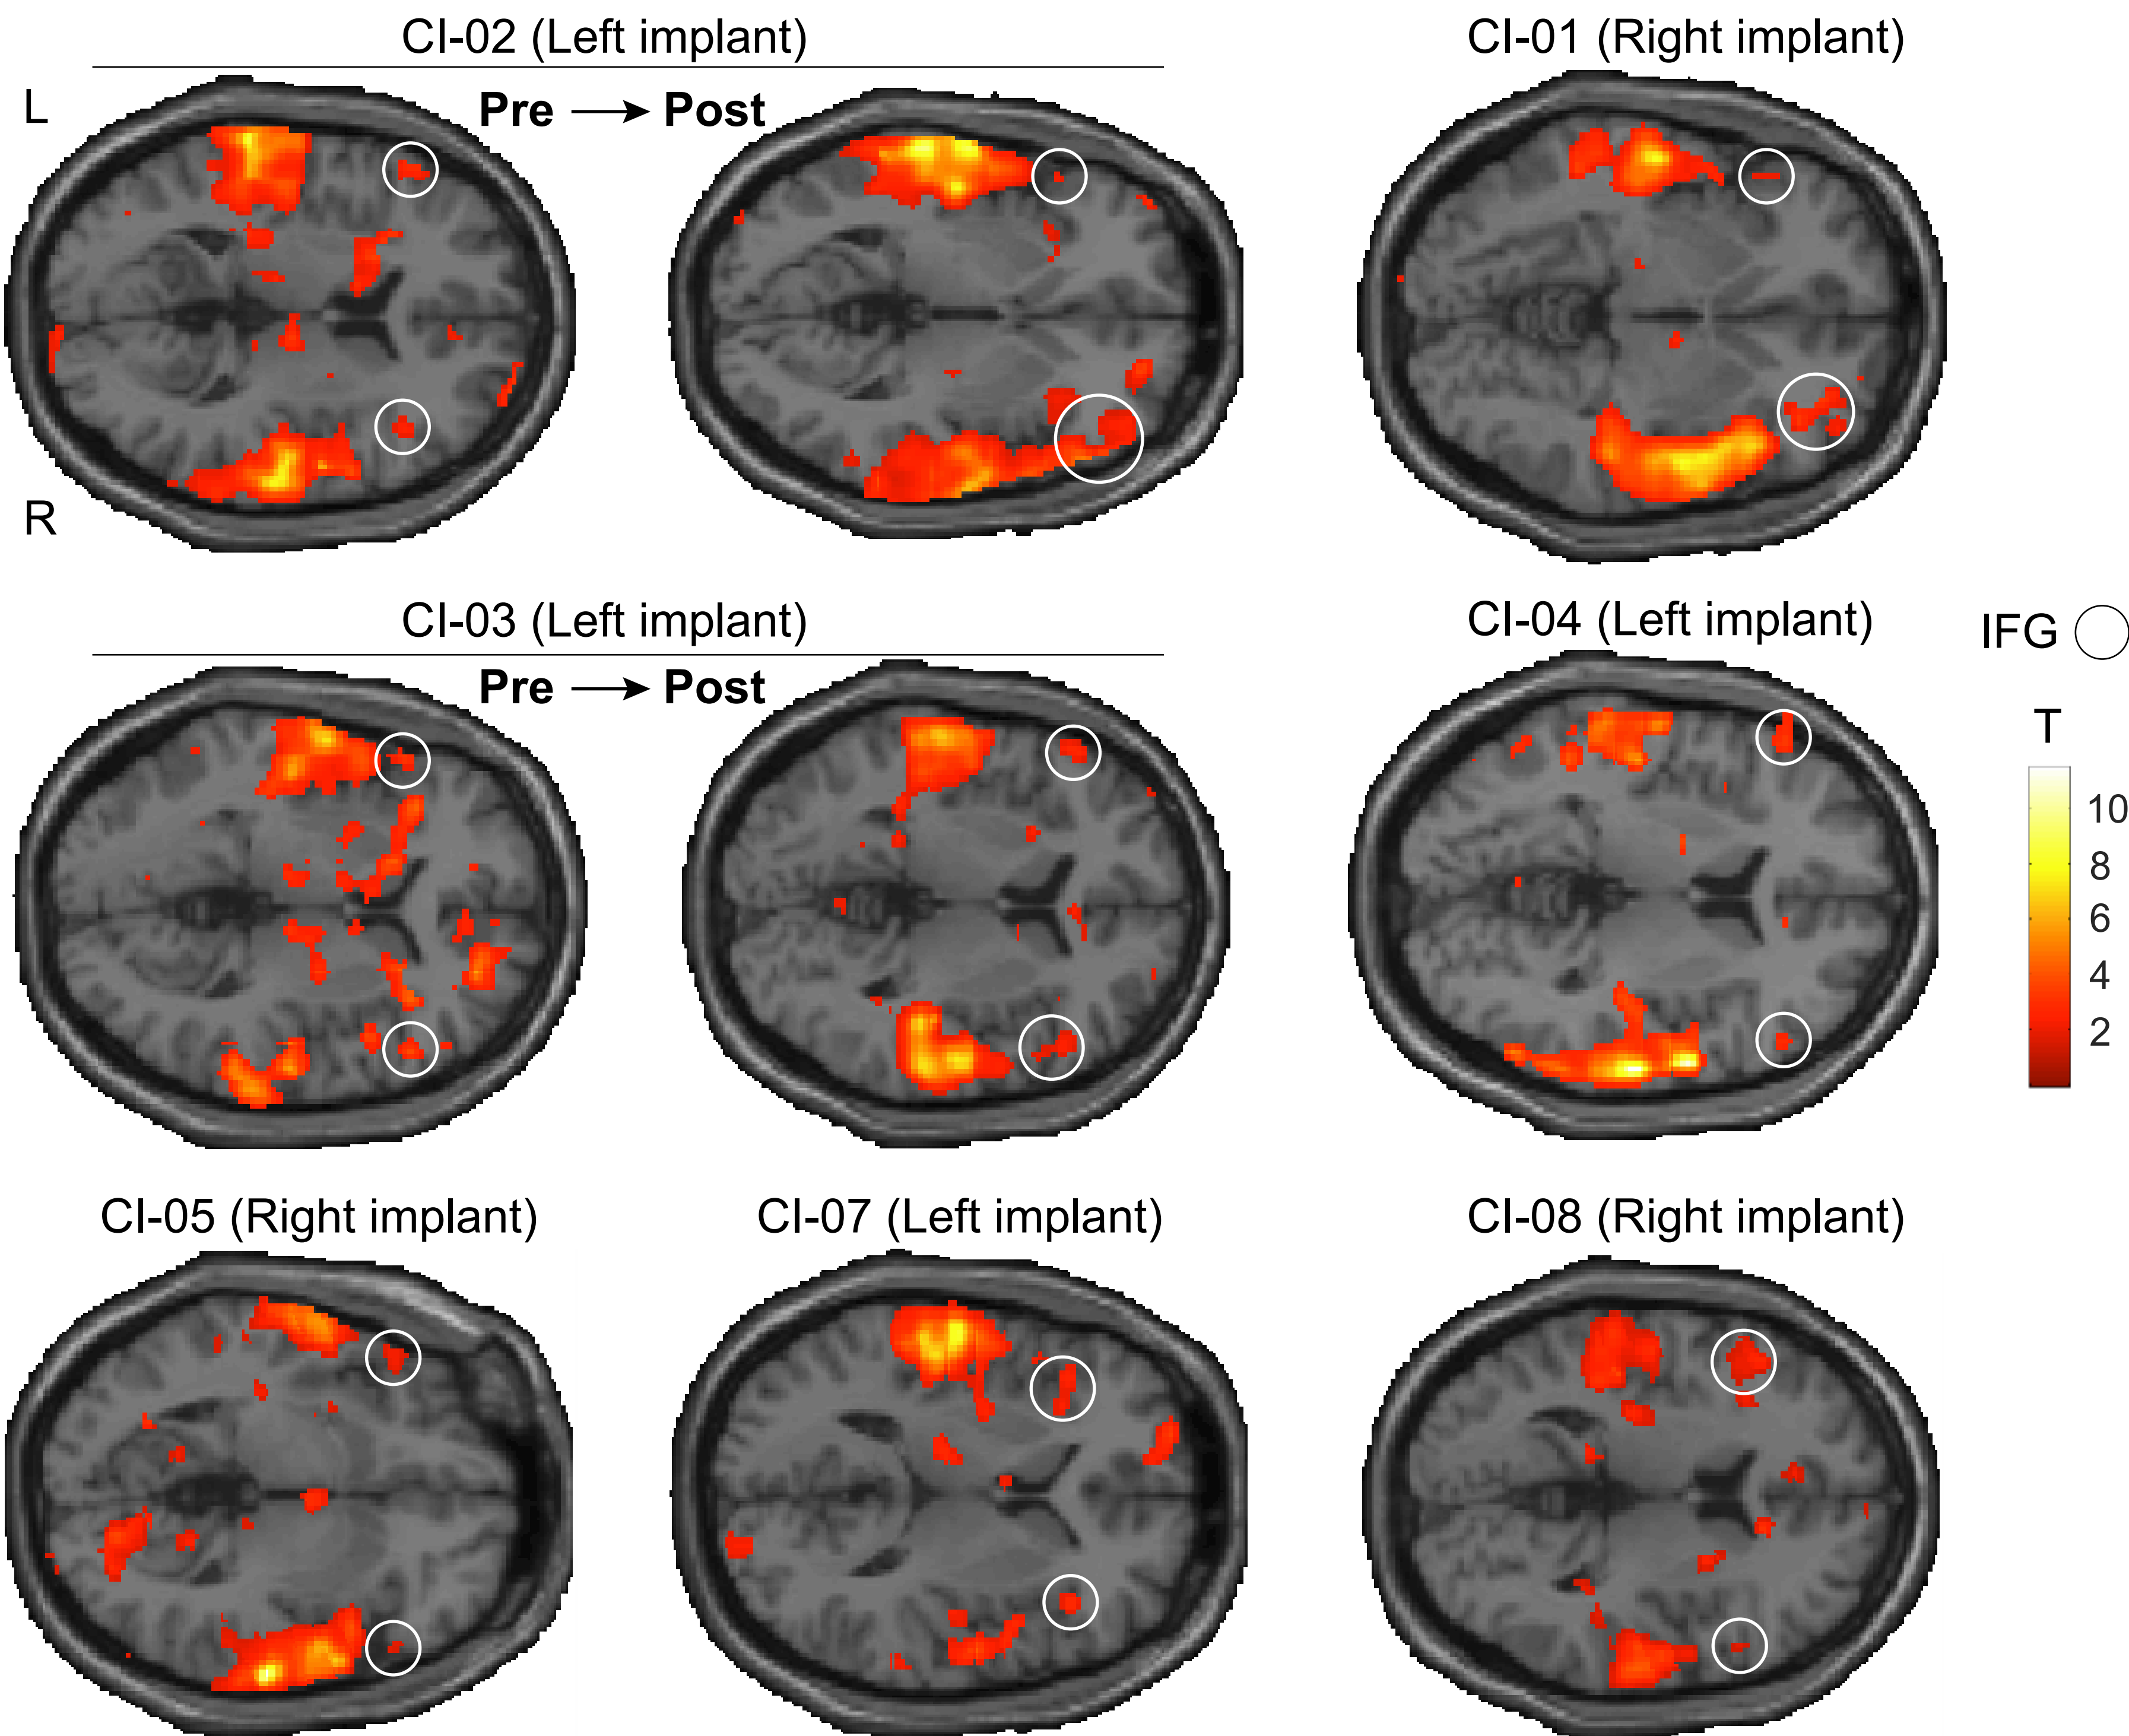 CI-02 (Left implant)
CI-01 (Right implant)
L
Pre → Post
R
CI-03 (Left implant)
CI-04 (Left implant)
IFG
Pre → Post
T
10
8
6
4
2
CI-05 (Right implant)
CI-07 (Left implant)
CI-08 (Right implant)